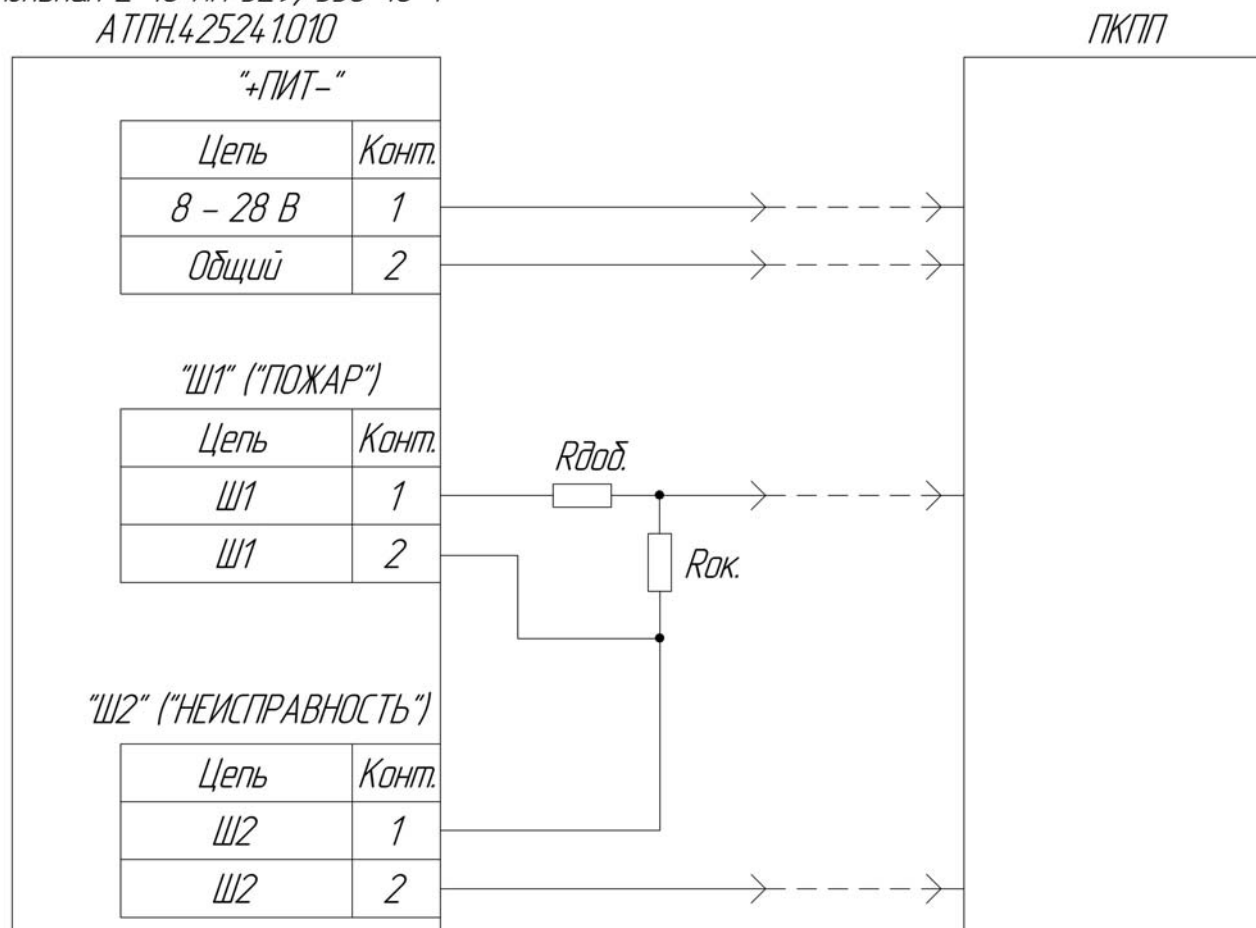 АТПН.425241.010
ПКПП
"+ПИТ–"
Цепь Конт.
8 – 28 В 1
Общий 2
"Ш1" ("ПОЖАР")
Цепь Конт.
Ш1 1
Ш1 2
Rдоб.
Rок.
"Ш2" ("НЕИСПРАВНОСТЬ")
Цепь Конт.
Ш2 1
Ш2 2